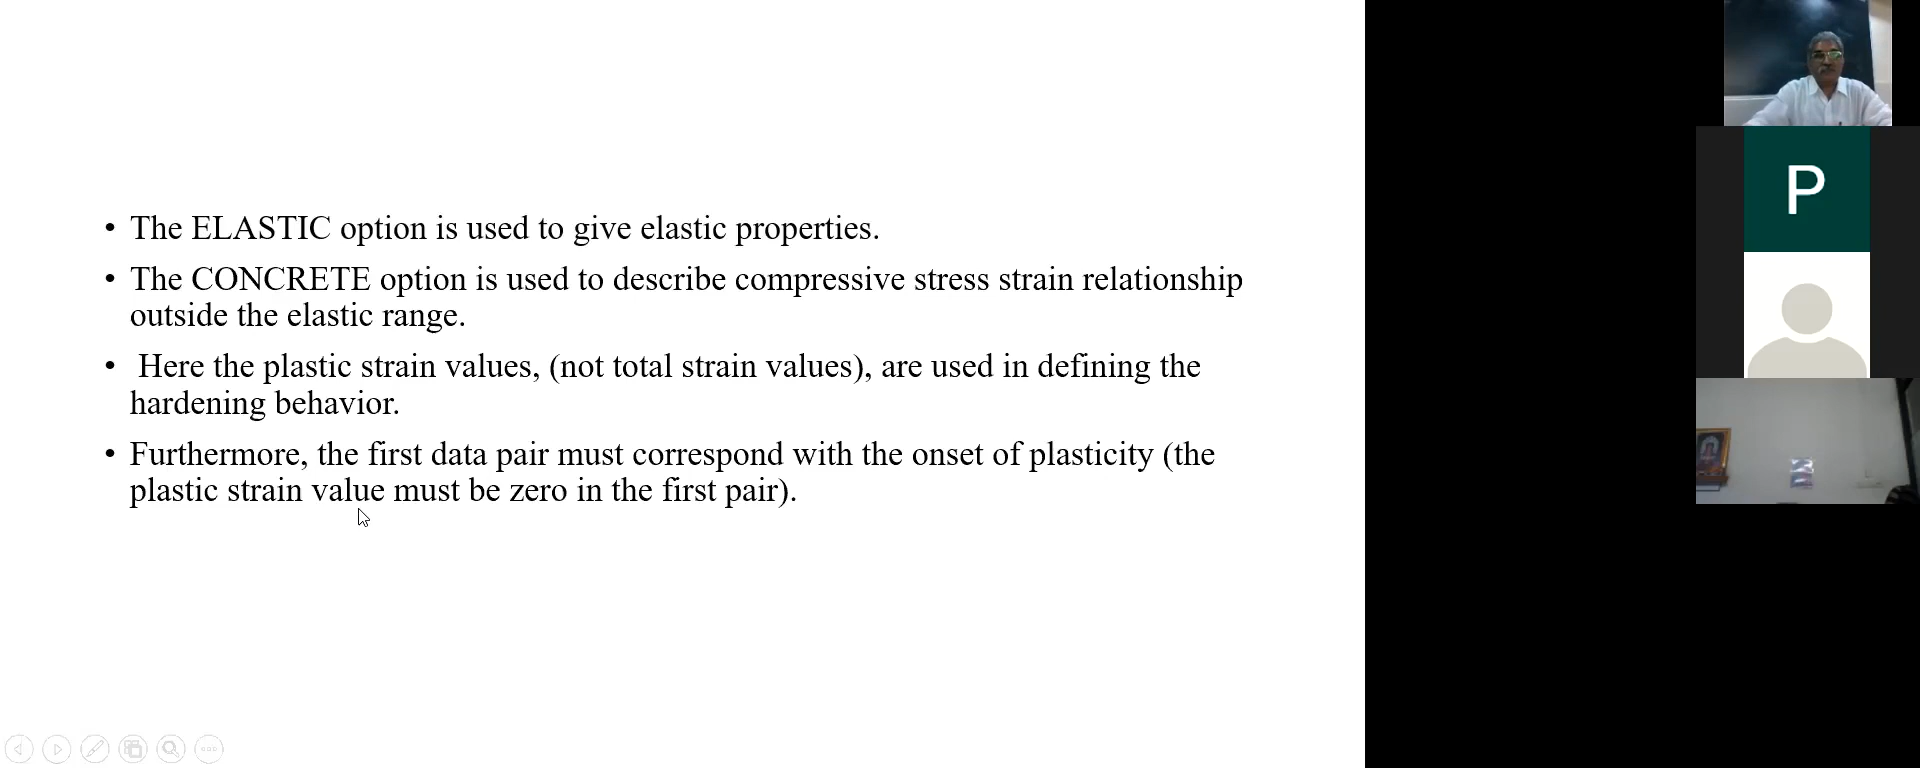 • The ELASTIC option is used to give elastic properties.
• The CONCRETE option is used to describe compressive stress strain relationship
outside the elastic range.
• Here the plastic strain values, (not total strain values), are used in defining the
hardening behavior.
• Furthermore, the first data pair must correspond with the onset of plasticity (the
plastic strain value must be zero in the first pair).
P